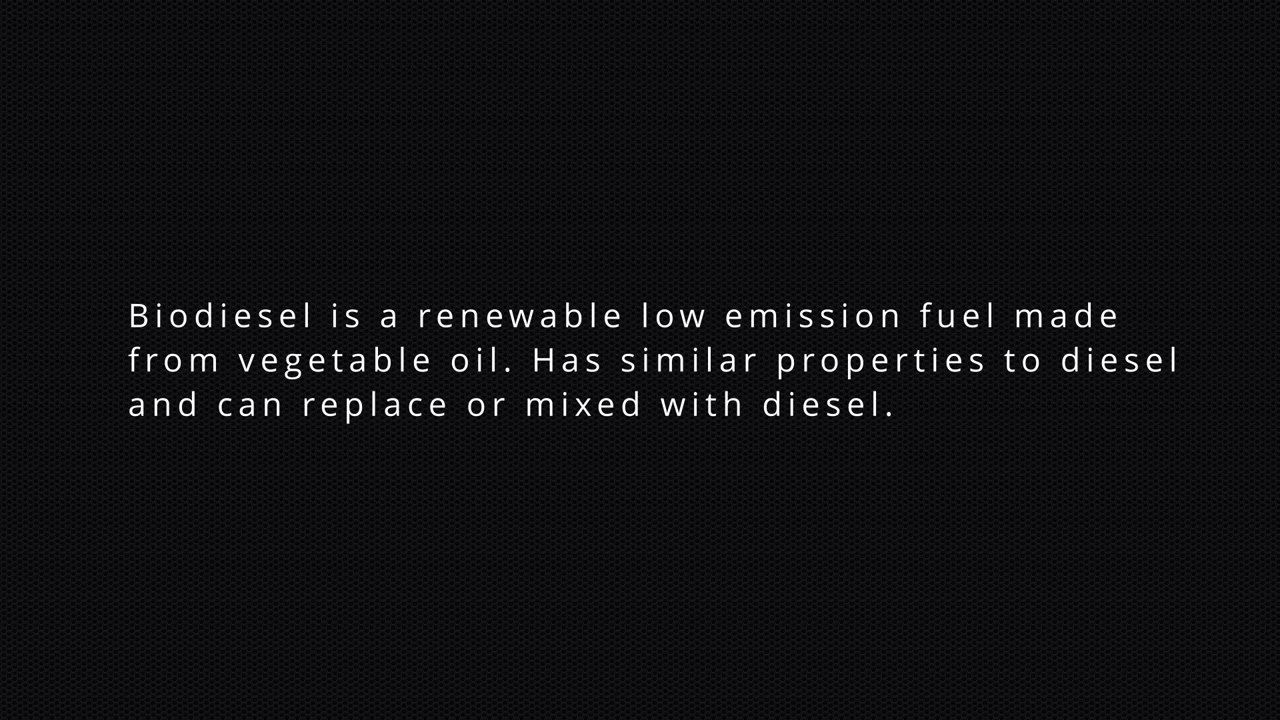 Biodiesel is a renewable low emission fuel made
from vegetable oil. Has similar properties to diesel
and can replace or mixed with diesel.